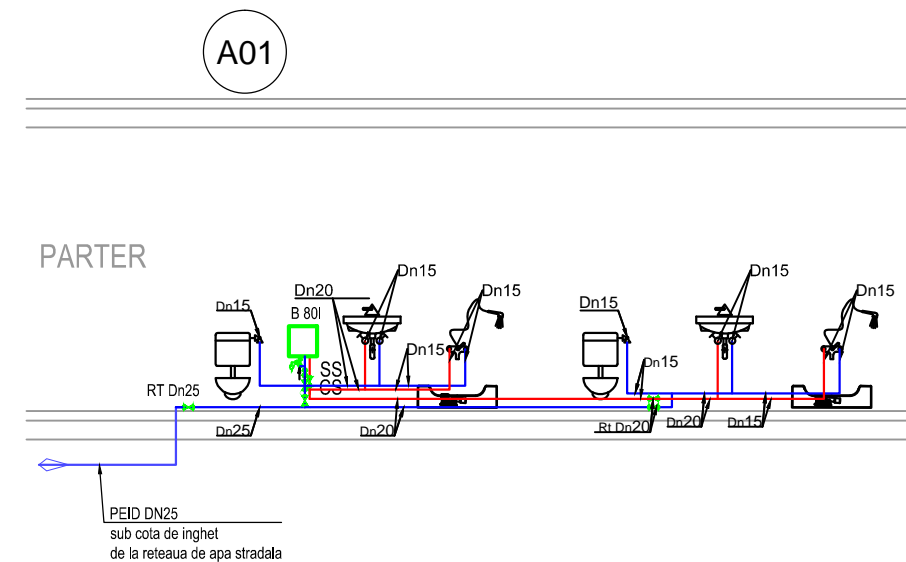 A01
PARTER
Dn15
Dn20
B 80l
Dn15
Dn15
Dn15
Dn15
Dn15
Dn15
SS
CS
Dn15
RT Dn25
Dn25
Dn20
Rt Dn20
Dn20
Dn15
PEID DN25
sub cota de inghet
de la reteaua de apa stradala